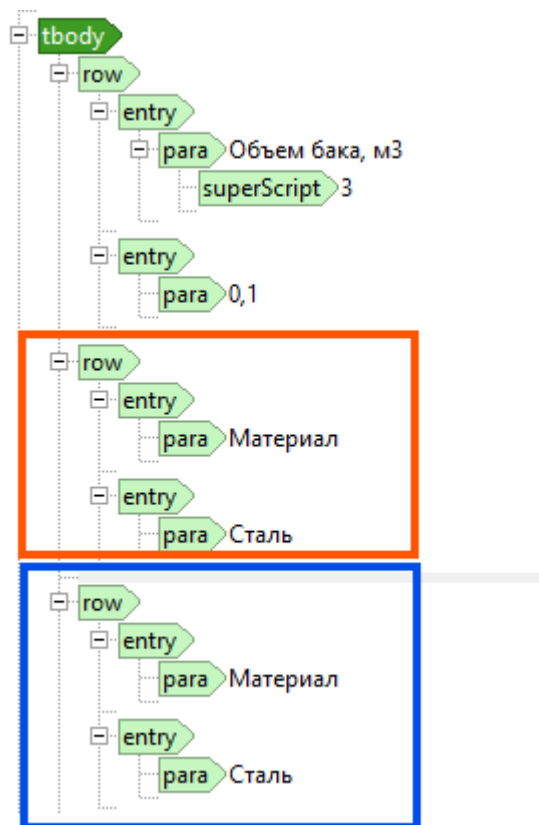 tbody
row
entry
para Объем бака, м3
superScript 3
entry
para 0,1
row
entry
para Материал
entry
para Сталь
row
entry
para Материал
entry
para Сталь